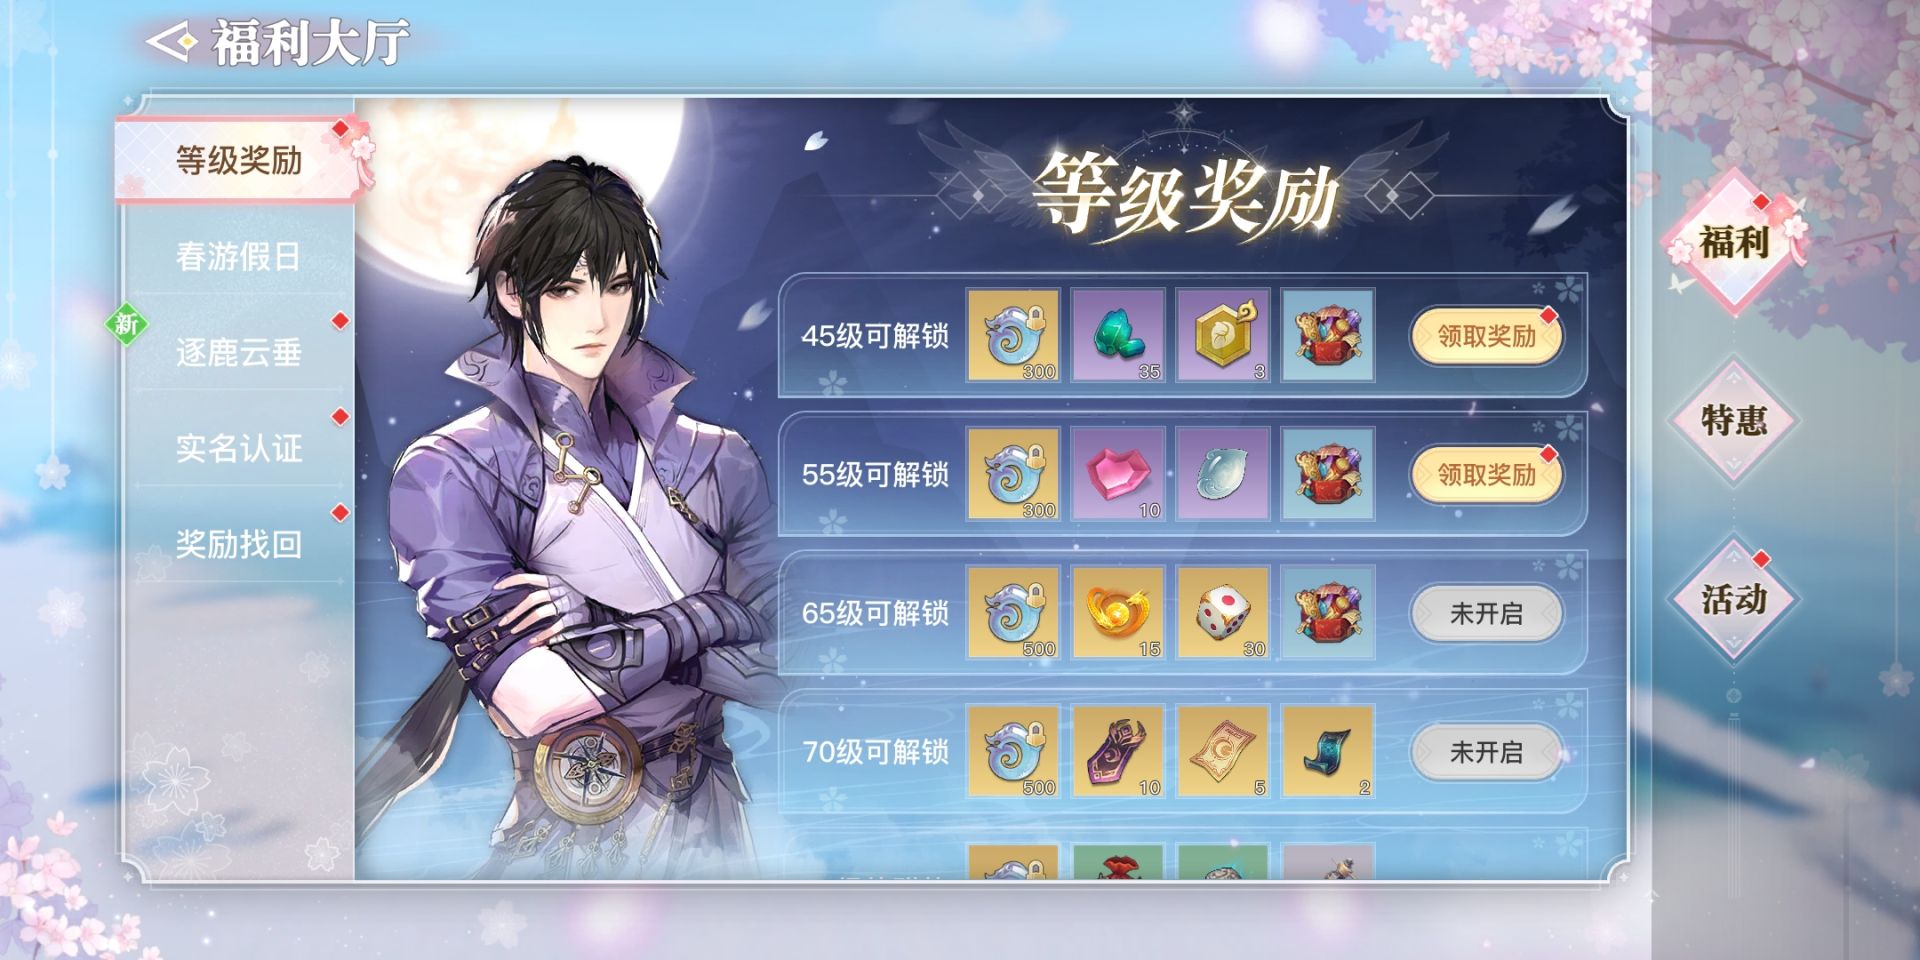 福利大厅
等级奖励
春游假日
新
逐鹿云垂
实名认证
奖励找回
等级奖励
45级可解锁
300
35
3
领取奖励
55级可解锁
300
10
领取奖励
65级可解锁
500
15
30
未开启
70级可解锁
500
10
5
2
未开启
福利
特惠
活动